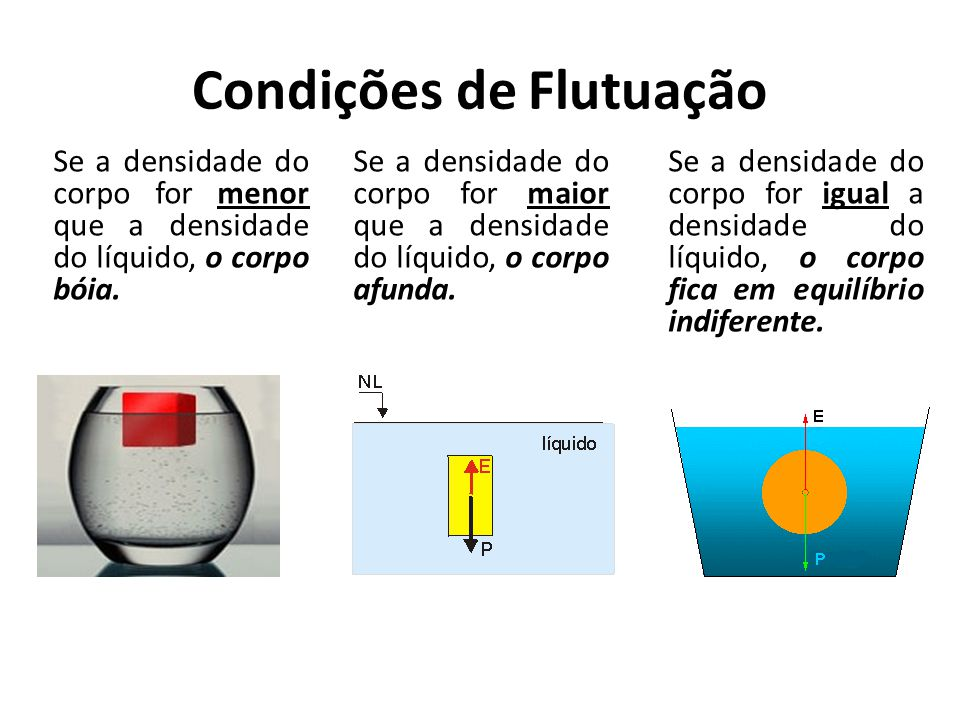 Condições de Flutuação
Se a densidade do
corpo for menor
que a densidade
do líquido, o corpo
bóia.
Se a densidade do
corpo for maior
que a densidade
do líquido, o corpo
afunda.
Se a densidade do
corpo for igual a
densidade do
líquido, o corpo
fica em equilíbrio
indiferente.
NL
líquido
E
P
E
P